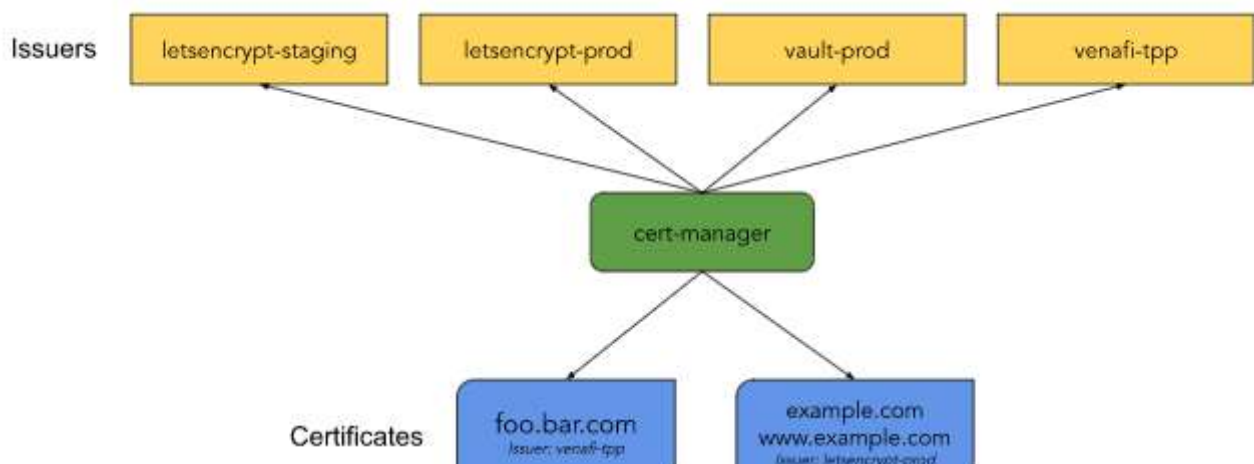 Issuers
letsencrypt-staging
letsencrypt-prod
vault-prod
venafi-tpp
cert-manager
Certificates
foo.bar.com
Issuer: venafi-tpp
example.com
www.example.com
Issuer: letsencrypt-prod